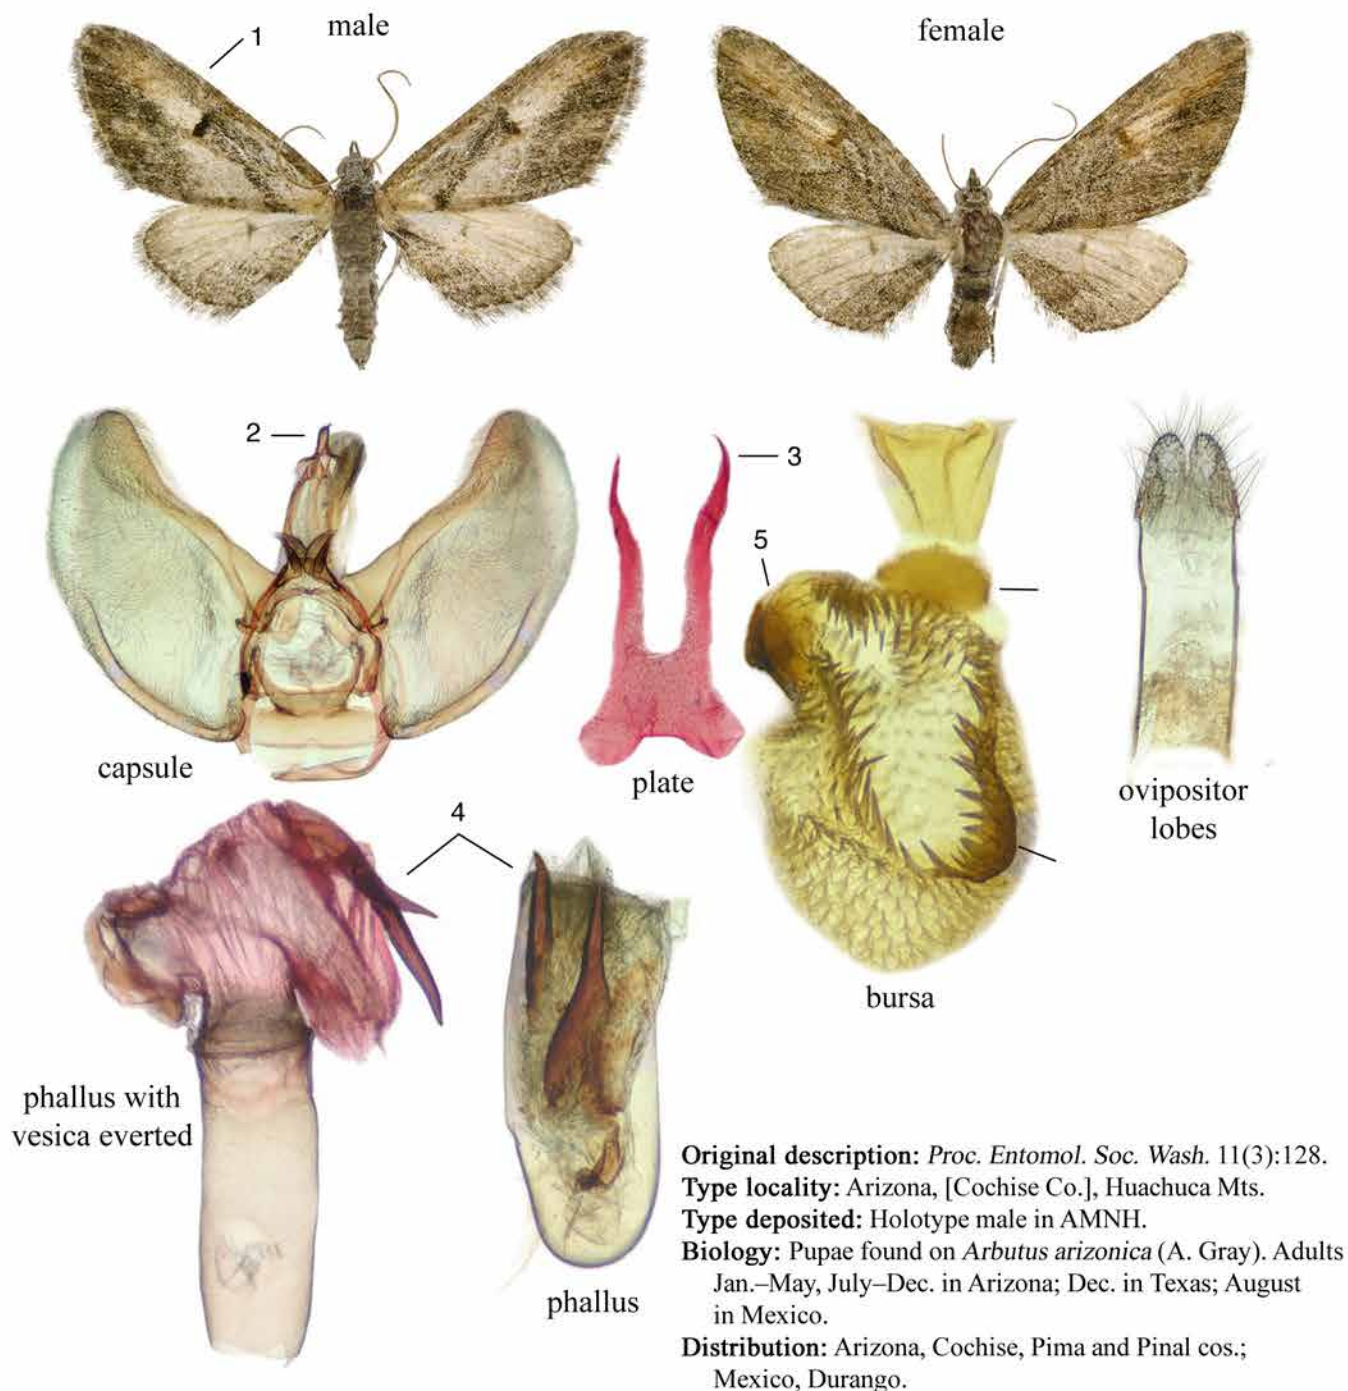 male
female
1
2
3
5
capsule
plate
ovipositor
lobes
4
bursa
phallus with
vesica everted
phallus
Original description: Proc. Entomol. Soc. Wash. 11(3):128.
Type locality: Arizona, [Cochise Co.], Huachuca Mts.
Type deposited: Holotype male in AMNH.
Biology: Pupae found on Arbutus arizonica (A. Gray). Adults
Jan.–May, July–Dec. in Arizona; Dec. in Texas; August
in Mexico.
Distribution: Arizona, Cochise, Pima and Pinal cos.;
Mexico, Durango.